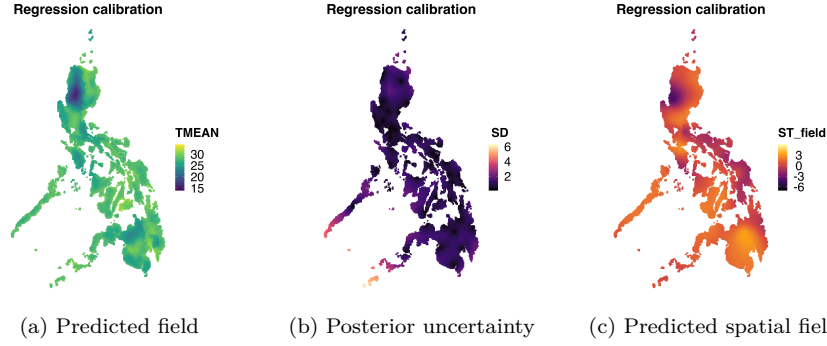 Regression calibration
Regression calibration
Regression calibration
TMEAN
30
25
20
15
SD
6
4
2
ST_field
3
0
-3
-6
(a) Predicted field
(b) Posterior uncertainty
(c) Predicted spatial fiel